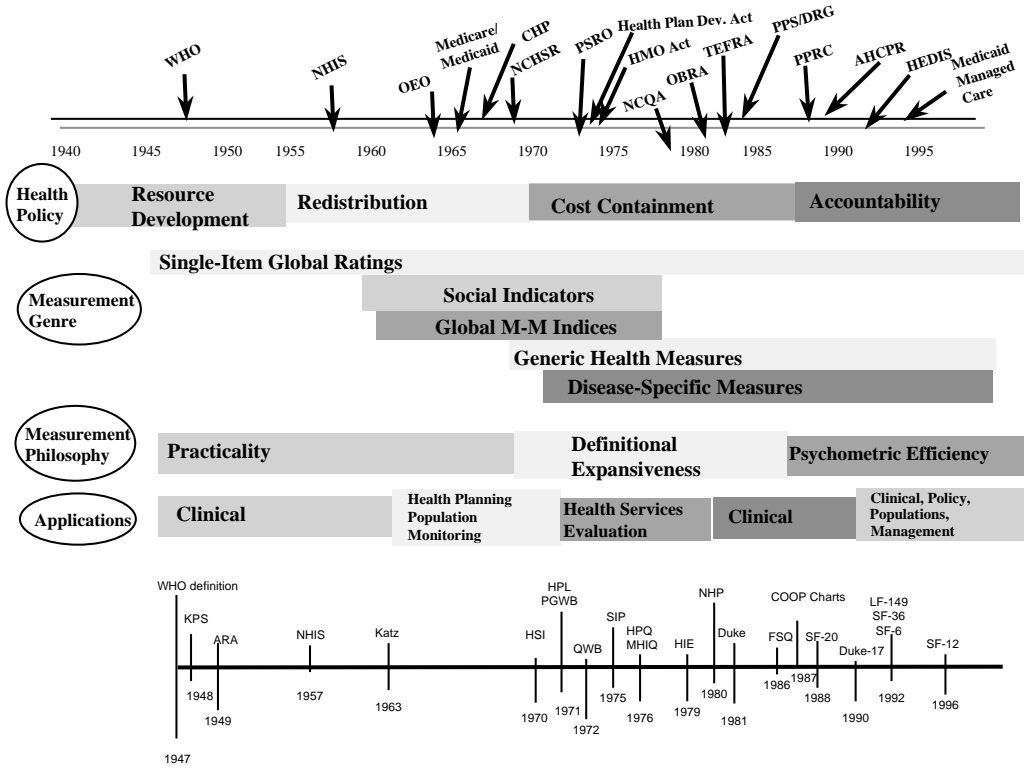 WHO
NHIS
OEO
Medicare/
Medicaid
CHP
NCHSR
PSRO
Health Plan Dev. Act
HMO Act
NCQA
OBRA
TEFRA
PPS/DRG
PPRC
AHCPR
HEDIS
Medicaid
Managed
Care
1940 1945 1950 1955 1960 1965 1970 1975 1980 1985 1990 1995
Health
Policy
Resource
Development
Redistribution
Cost Containment
Accountability
Measurement
Genre
Single-Item Global Ratings
Social Indicators
Global M-M Indices
Generic Health Measures
Disease-Specific Measures
Measurement
Philosophy
Practicality
Definitional
Expansiveness
Psychometric Efficiency
Applications
Clinical
Health Planning
Population
Monitoring
Health Services
Evaluation
Clinical
Clinical, Policy,
Populations,
Management
WHO definition
KPS
ARA
NHIS
Katz
HSI
HPL
PGWB
QWB
SIP
HPQ
MHIQ
HIE
NHP
Duke
FSQ
COOP Charts
SF-20
Duke-17
LF-149
SF-36
SF-6
SF-12
1947
1948
1949
1957
1963
1970
1971
1972
1975
1976
1979
1980
1981
1986
1987
1988
1990
1992
1996